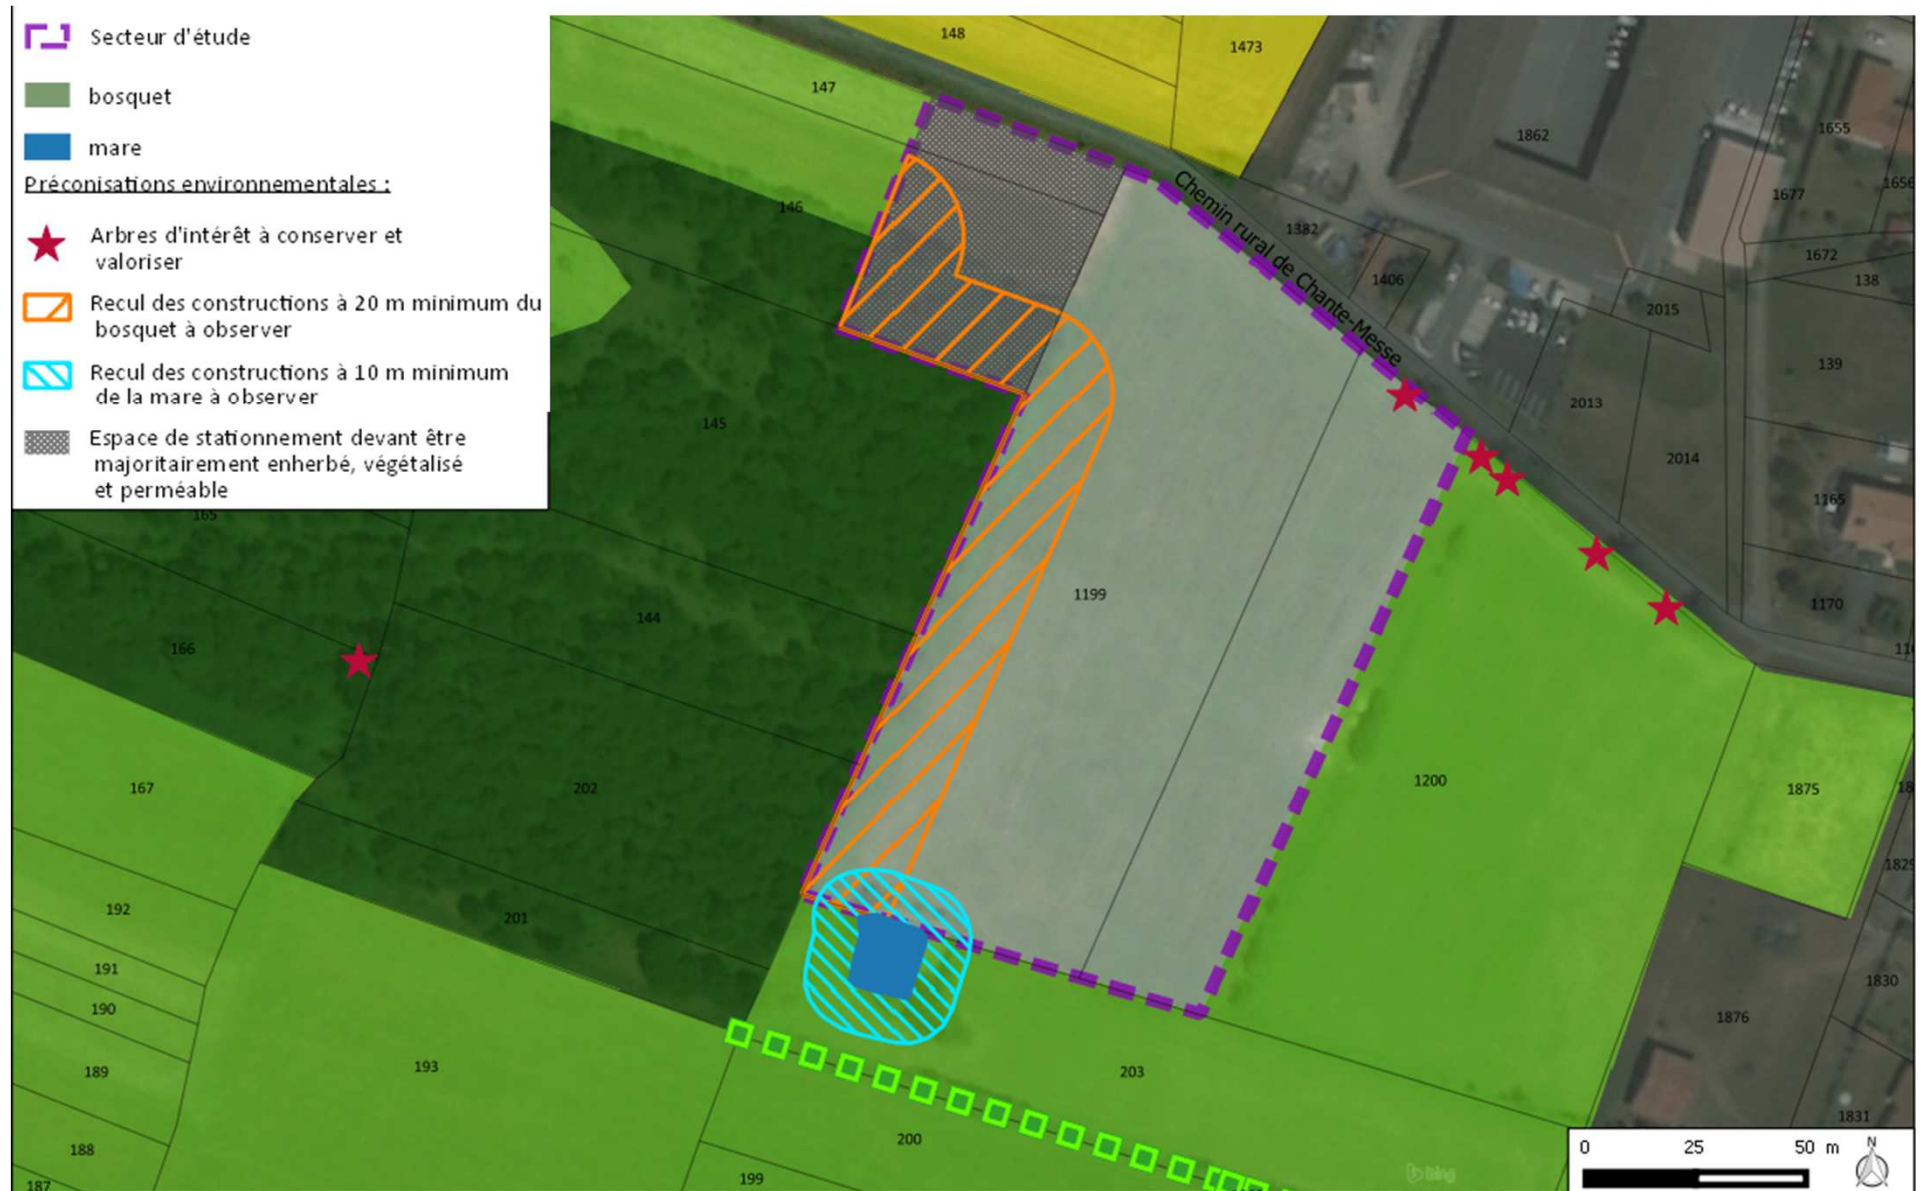 Secteur d'étude
bosquet
mare
Préconisations environnementales :
Arbres d'intérêt à conserver et
valoriser
Recul des constructions à 20 m minimum du
bosquet à observer
Recul des constructions à 10 m minimum
de la mare à observer
Espace de stationnement devant être
majoritairement enherbé, végétalisé
et perméable
148
1473
147
1862
1655
1656
1677
146
1382
1672
138
1406
2015
Chemin rural de Chante-Messe
139
2013
145
2014
1165
165
1199
1170
144
166
167
202
1200
1875
192
201
191
1830
190
1876
193
189
203
1831
200
188
199
187
0 25 50 m
N
bing